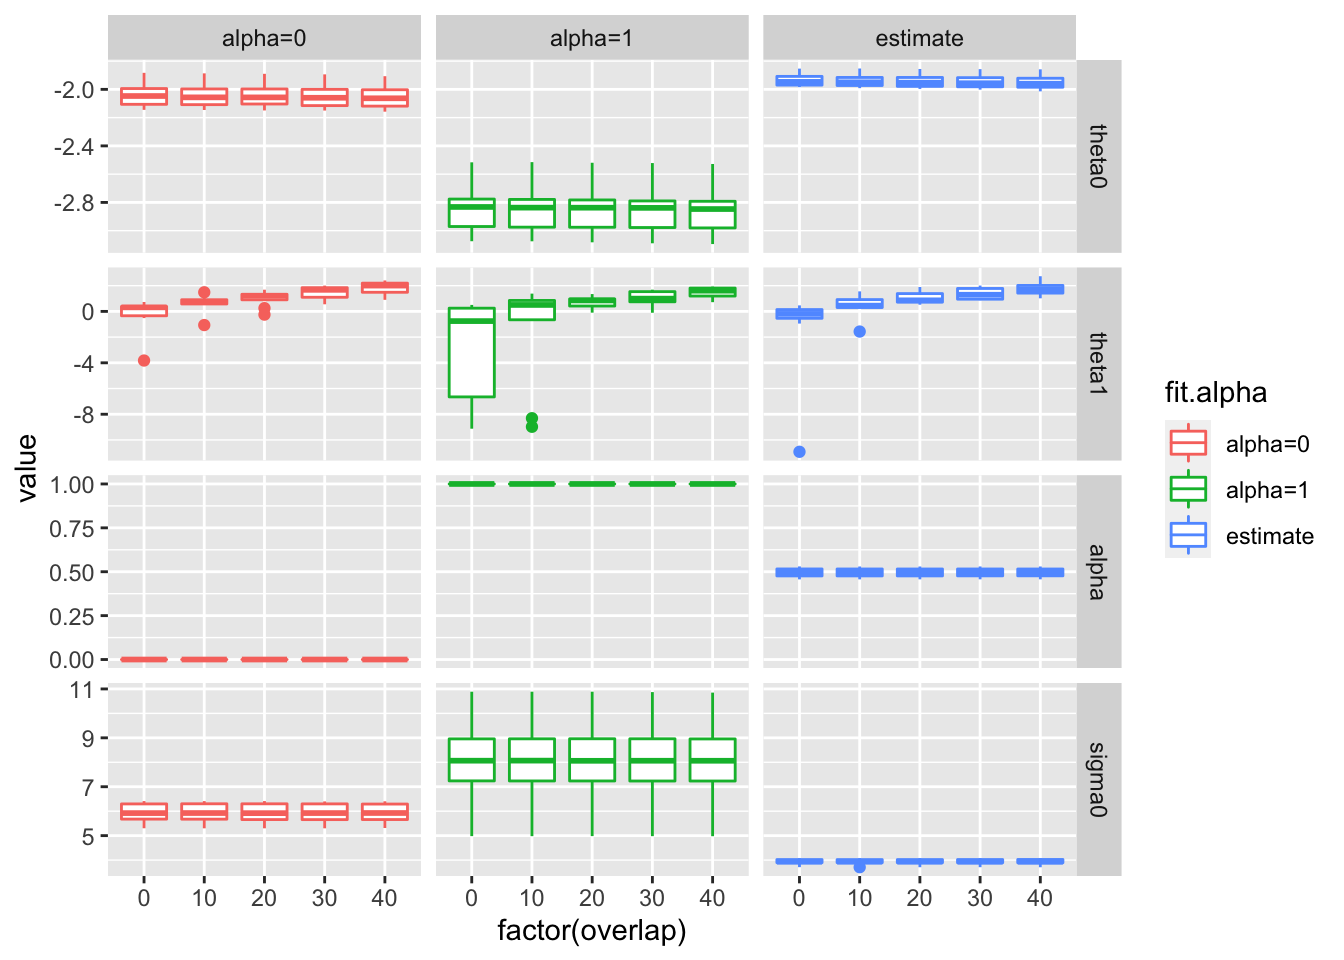 alpha=0 alpha=1 estimate
-2.0
-2.4
-2.8
theta0
0
-4
-8
theta1
1.00
0.75
0.50
0.25
0.00
alpha
11
9
7
5
sigma0
0 10 20 30 40 0 10 20 30 40 0 10 20 30 40
factor(overlap)
value
fit.alpha
alpha=0
alpha=1
estimate